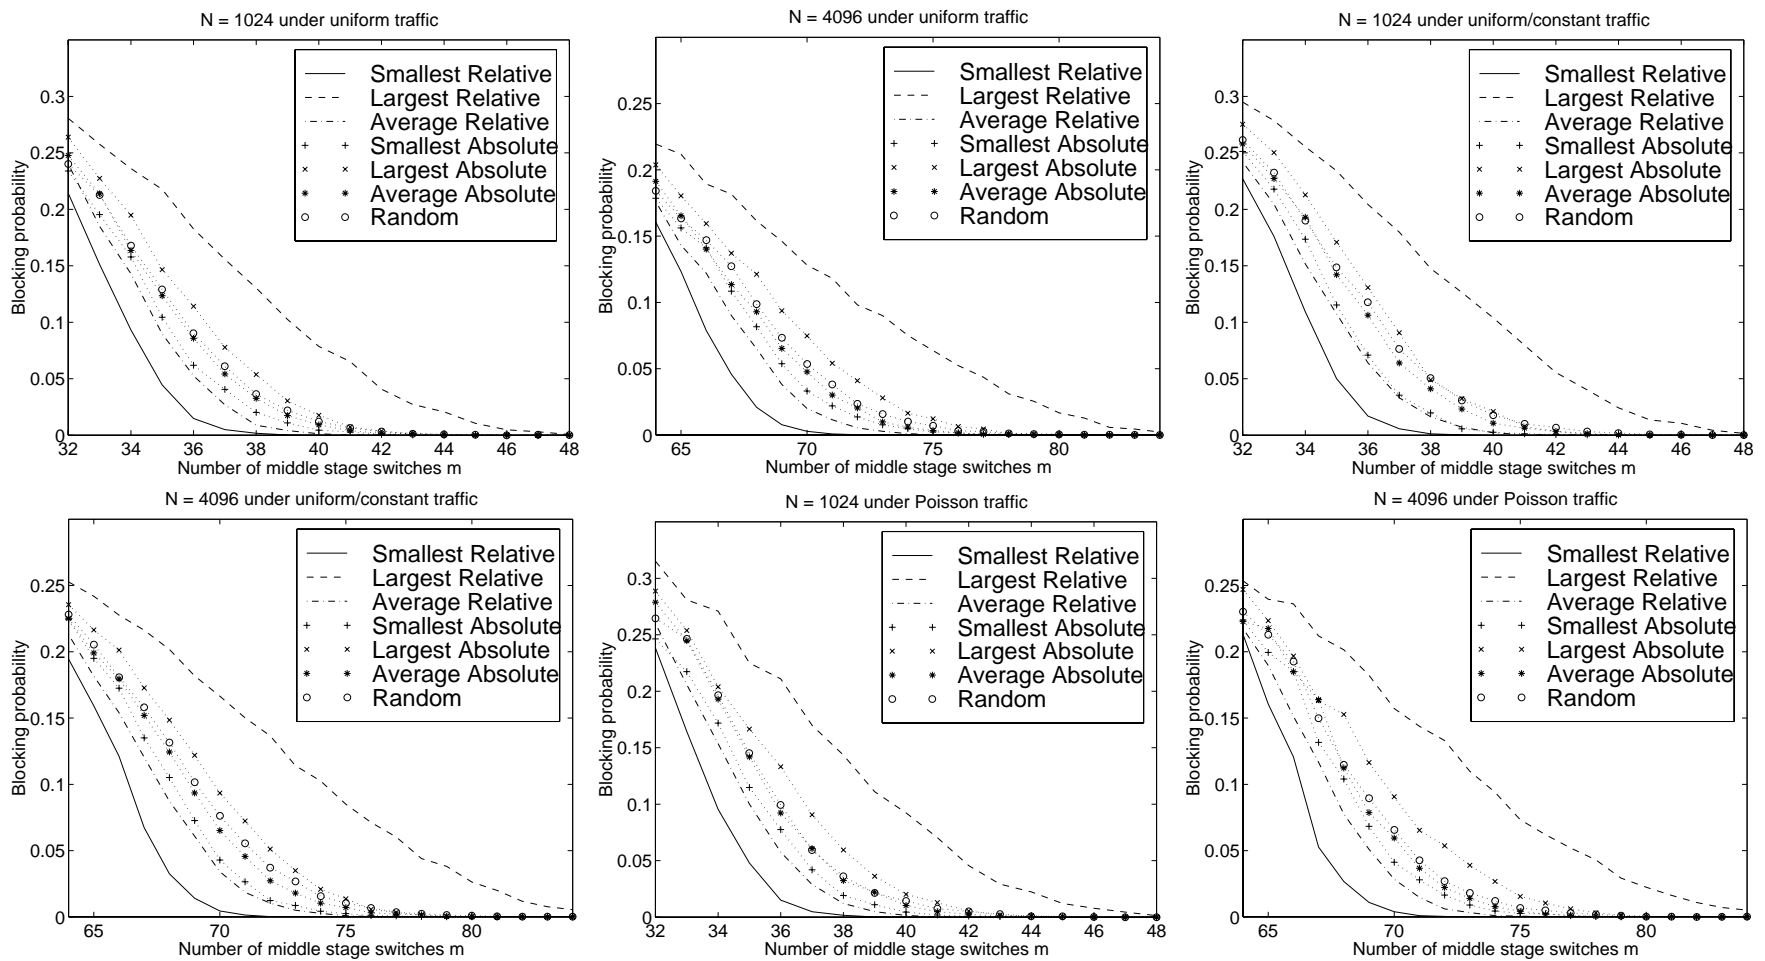 N = 1024 under uniform traffic
0.3
0.25
0.2
0.15
0.1
0.05
0
Blocking probability
Smallest Relative
Largest Relative
Average Relative
Smallest Absolute
Largest Absolute
Average Absolute
Random
32 34 36 38 40 42 44 46 48
Number of middle stage switches m
N = 4096 under uniform traffic
0.25
0.2
0.15
0.1
0.05
0
Blocking probability
Smallest Relative
Largest Relative
Average Relative
Smallest Absolute
Largest Absolute
Average Absolute
Random
65 70 75 80
Number of middle stage switches m
N = 1024 under uniform/constant traffic
0.3
0.25
0.2
0.15
0.1
0.05
0
Blocking probability
Smallest Relative
Largest Relative
Average Relative
Smallest Absolute
Largest Absolute
Average Absolute
Random
32 34 36 38 40 42 44 46 48
Number of middle stage switches m
N = 4096 under uniform/constant traffic
0.25
0.2
0.15
0.1
0.05
0
Blocking probability
Smallest Relative
Largest Relative
Average Relative
Smallest Absolute
Largest Absolute
Average Absolute
Random
65 70 75 80
Number of middle stage switches m
N = 1024 under Poisson traffic
0.3
0.25
0.2
0.15
0.1
0.05
0
Blocking probability
Smallest Relative
Largest Relative
Average Relative
Smallest Absolute
Largest Absolute
Average Absolute
Random
32 34 36 38 40 42 44 46 48
Number of middle stage switches m
N = 4096 under Poisson traffic
0.25
0.2
0.15
0.1
0.05
0
Blocking probability
Smallest Relative
Largest Relative
Average Relative
Smallest Absolute
Largest Absolute
Average Absolute
Random
65 70 75 80
Number of middle stage switches m